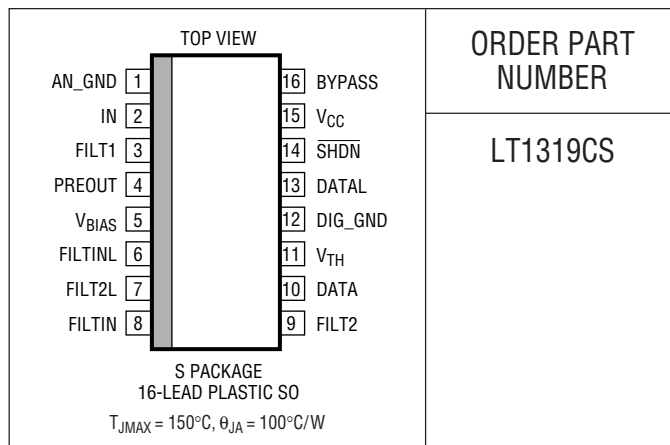 TOP VIEW
AN_GND 1
IN 2
FILT1 3
PREOUT 4
VBIAS 5
FILTINL 6
FILT2L 7
FILTIN 8
16 BYPASS
15 VCC
14 SHDN
13 DATAL
12 DIG_GND
11 VTH
10 DATA
9 FILT2
S PACKAGE
16-LEAD PLASTIC SO
TJMAX = 150°C, θJA = 100°C/W
ORDER PART
NUMBER
LT1319CS